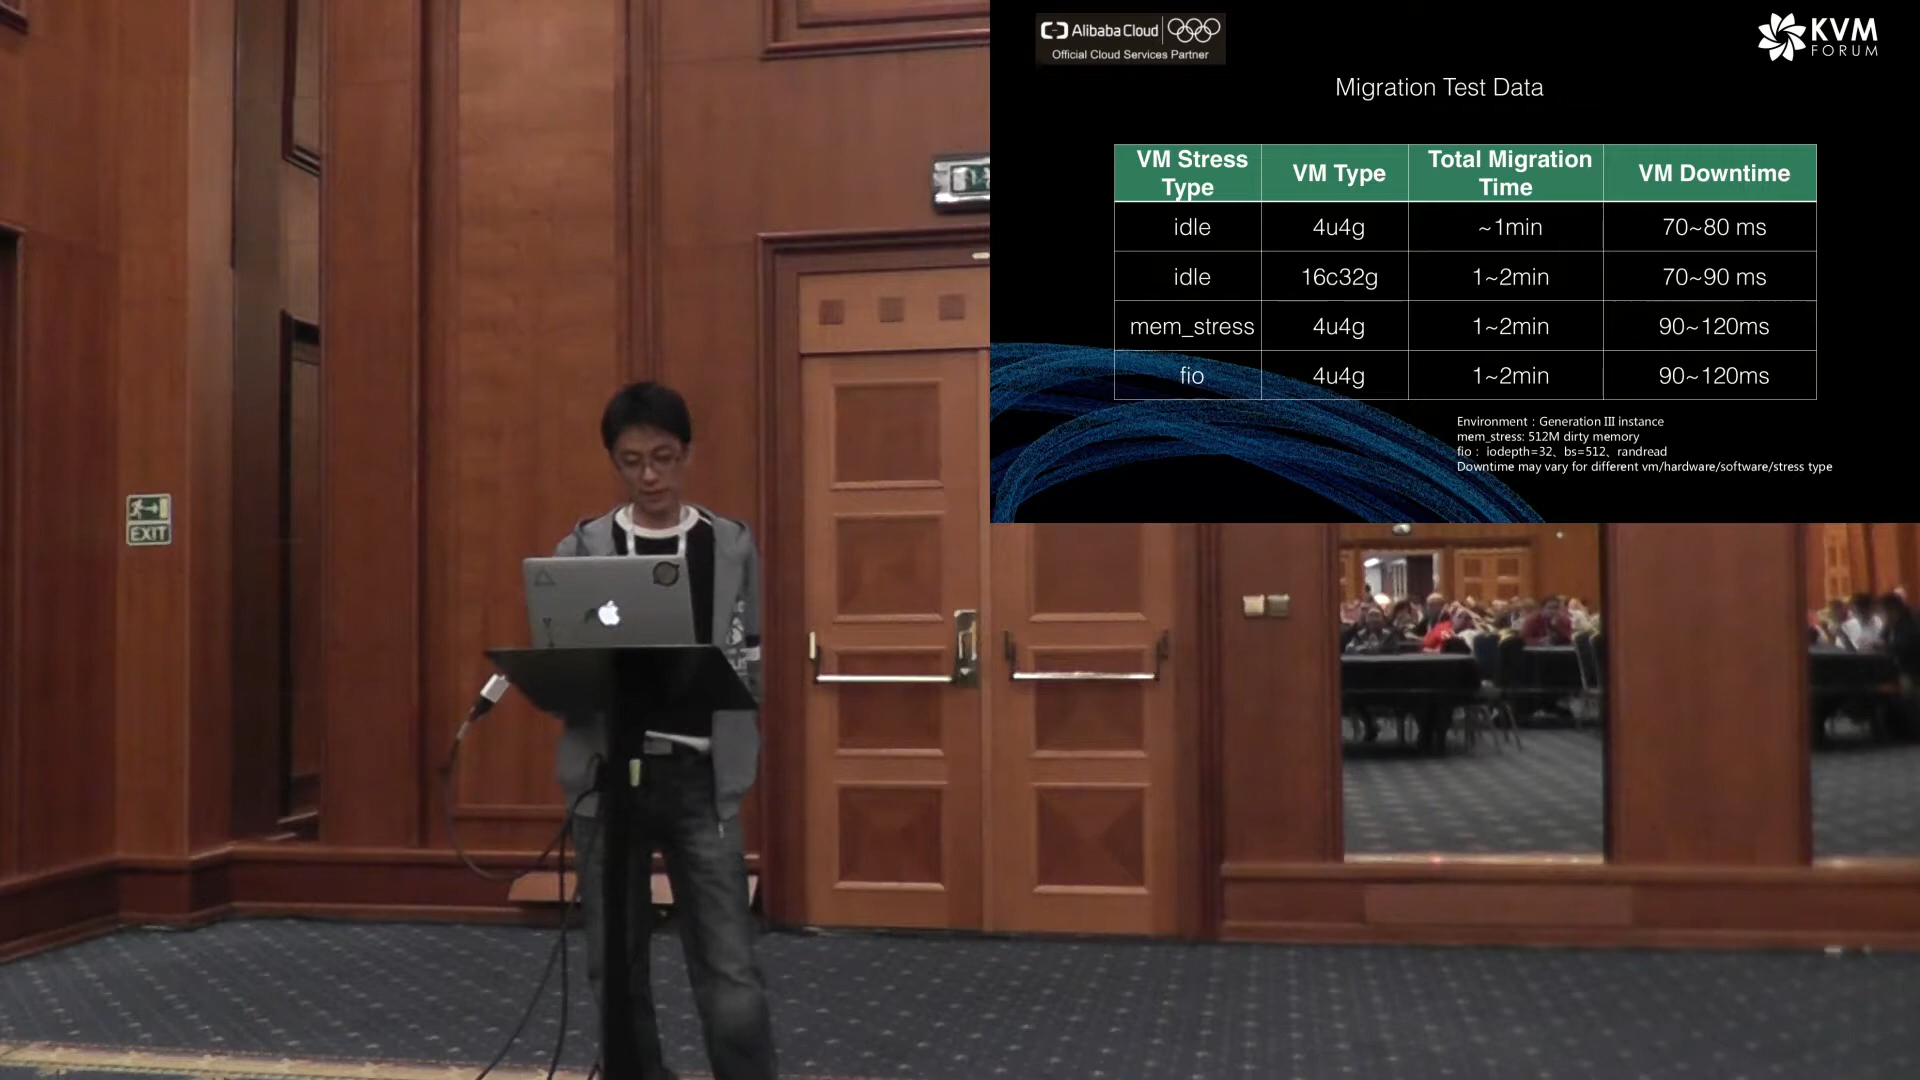 Alibaba Cloud
Official Cloud Services Partner
KVM
FORUM
Migration Test Data
VM Stress Type VM Type Total Migration Time VM Downtime
idle 4u4g ~1min 70~80 ms
idle 16c32g 1~2min 70~90 ms
mem_stress 4u4g 1~2min 90~120ms
fio 4u4g 1~2min 90~120ms
Environment：Generation III instance
mem_stress: 512M dirty memory
fio： iodepth=32、bs=512、randread
Downtime may vary for different vm/hardware/software/stress type
EXIT